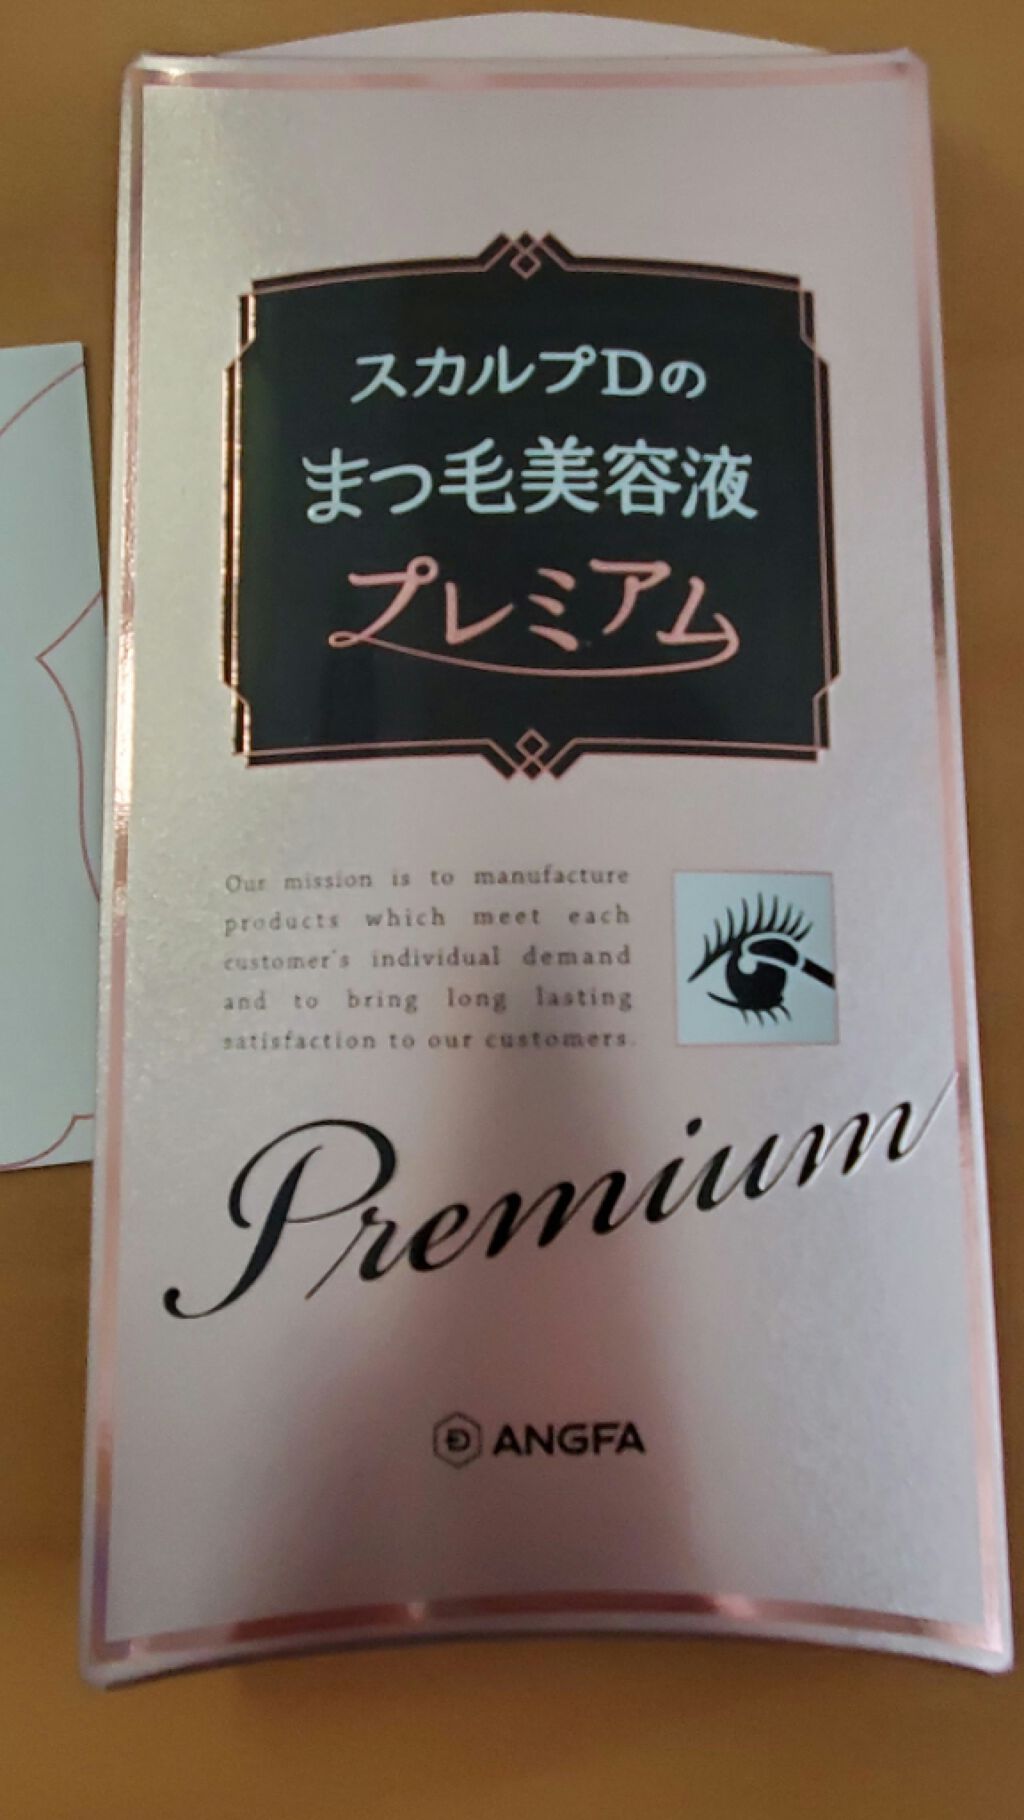 スカルプDの
まつ毛美容液
プレミアム
Our mission is to manufacture
products which meet each
customer's individual demand
and to bring long lasting
satisfaction to our customers.
Premium
ANGFA